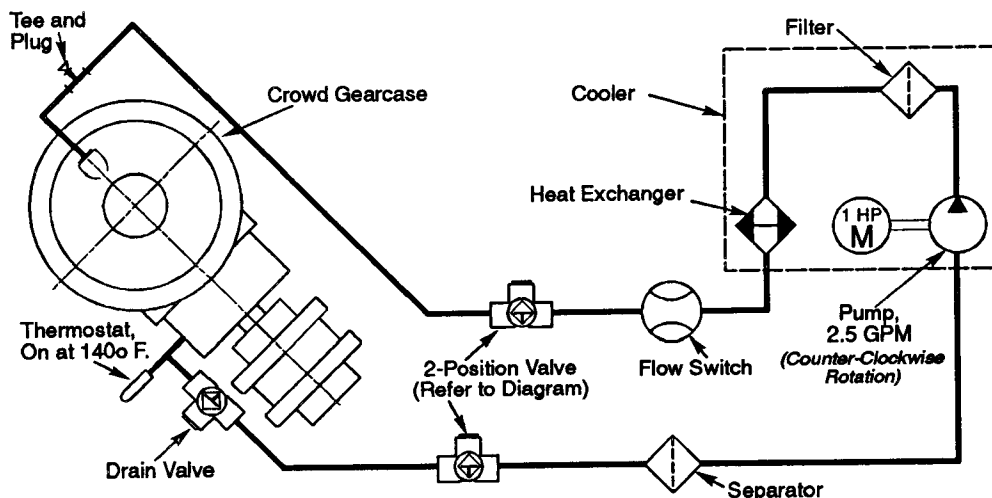 Tee and
Plug
Crowd Gearcase
Filter
Cooler
Heat Exchanger
1 HP
M
Pump,
2.5 GPM
(Counter-Clockwise
Rotation)
Thermostat,
On at 140o F.
2-Position Valve
(Refer to Diagram)
Flow Switch
Drain Valve
Separator